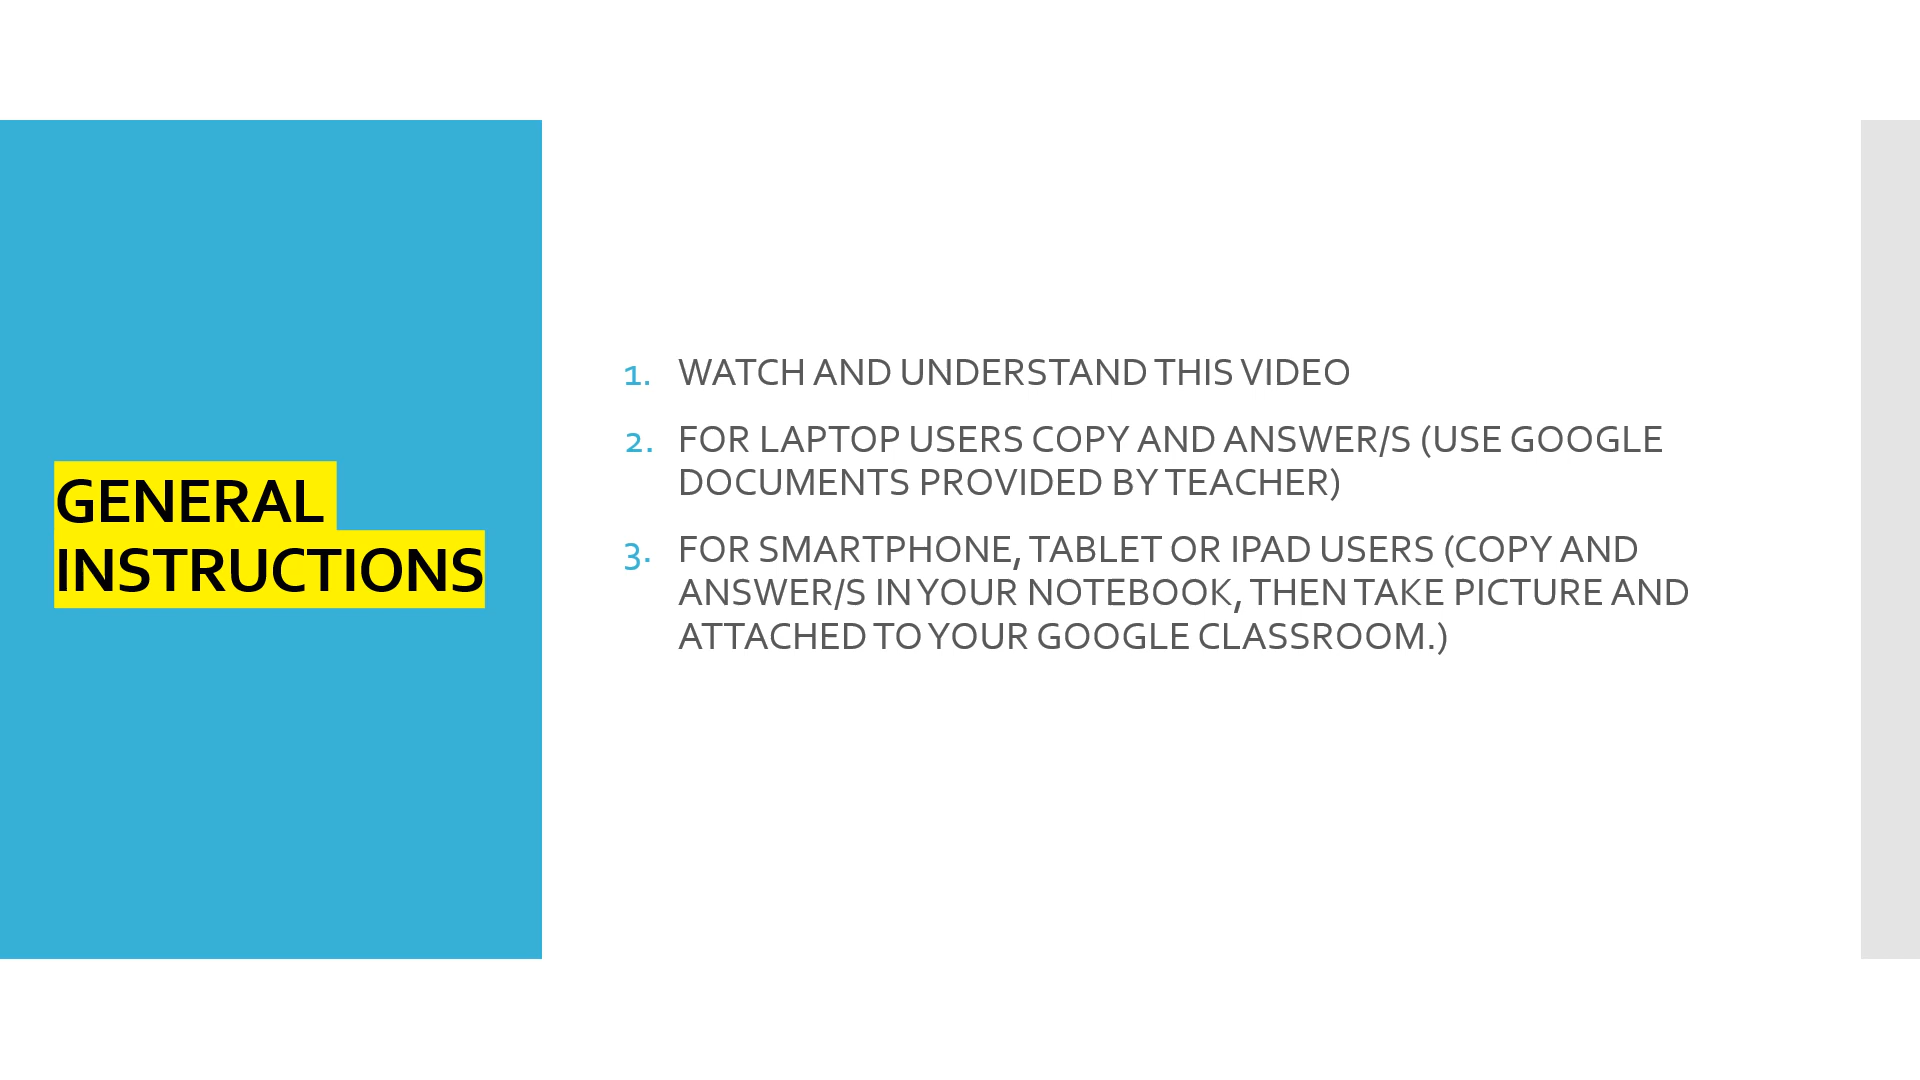 GENERAL
INSTRUCTIONS
1. WATCH AND UNDERSTAND THIS VIDEO
2. FOR LAPTOP USERS COPY AND ANSWER/S (USE GOOGLE
DOCUMENTS PROVIDED BY TEACHER)
3. FOR SMARTPHONE, TABLET OR IPAD USERS (COPY AND
ANSWER/S IN YOUR NOTEBOOK, THEN TAKE PICTURE AND
ATTACHED TO YOUR GOOGLE CLASSROOM.)